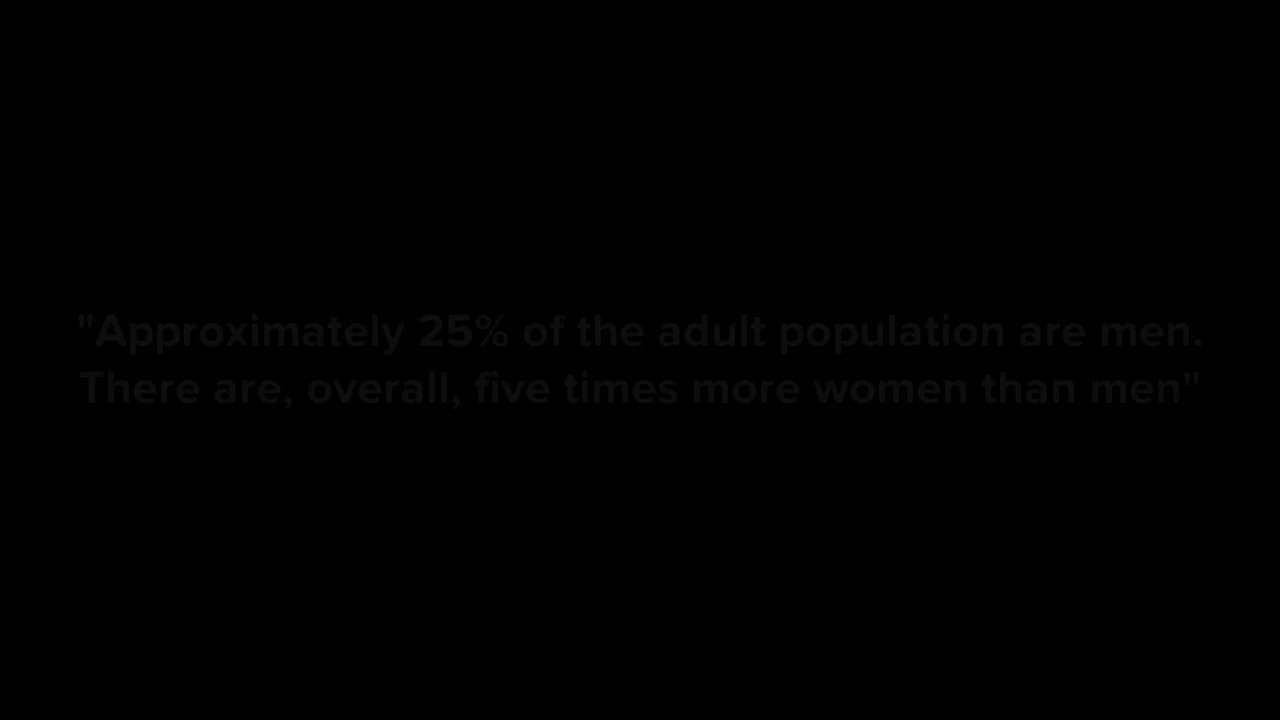 "Approximately 25% of the adult population are men.
There are, overall, five times more women than men"